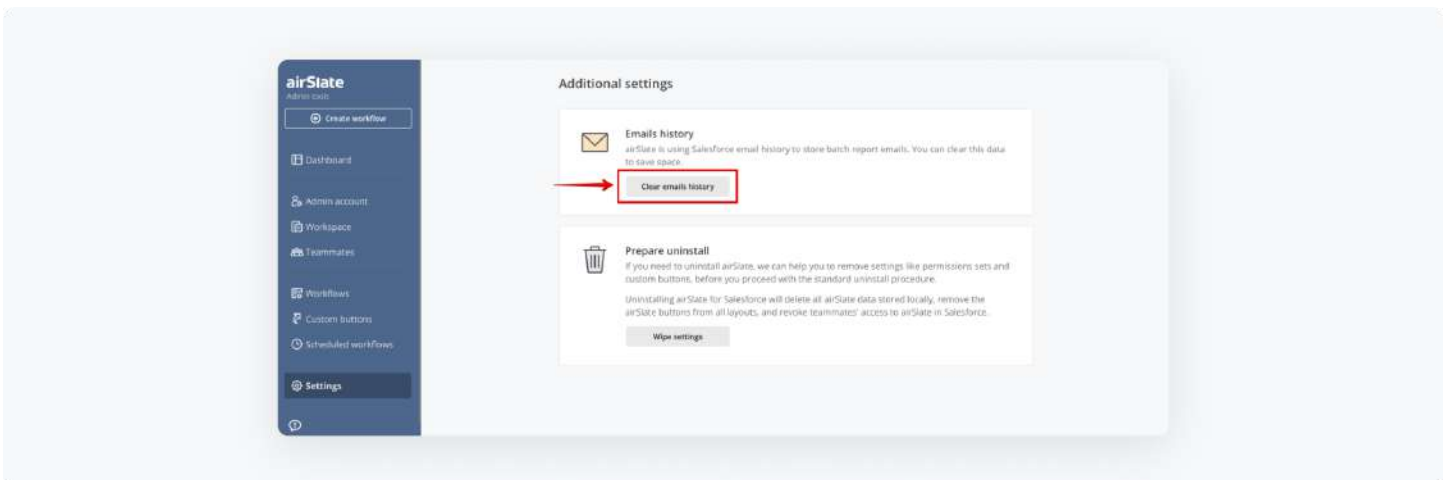 airSlate
Admin tools
Create workflow
Dashboard
Admin account
Workspace
Teammates
Workflows
Custom buttons
Scheduled workflows
Settings
Additional settings
Emails history
airSlate is using Salesforce email history to store batch report emails. You can clear this data
to save space.
Clear emails history
Prepare uninstall
If you need to uninstall airSlate, we can help you to remove settings like permissions sets and
custom buttons, before you proceed with the standard uninstall procedure.
Uninstalling airSlate for Salesforce will delete all airSlate data stored locally, remove the
airSlate buttons from all layouts, and revoke teammates' access to airSlate in Salesforce.
Wipe settings